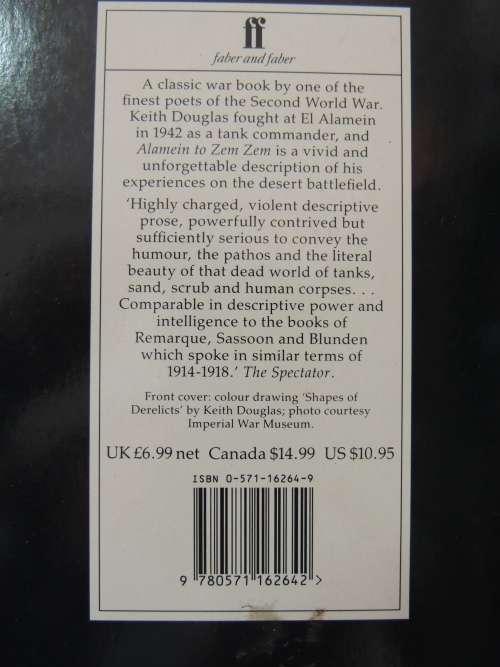 ff
faber and faber
A classic war book by one of the
finest poets of the Second World War.
Keith Douglas fought at El Alamein
in 1942 as a tank commander, and
Alamein to Zem Zem is a vivid and
unforgettable description of his
experiences on the desert battlefield.
'Highly charged, violent descriptive
prose, powerfully contrived but
sufficiently serious to convey the
humour, the pathos and the literal
beauty of that dead world of tanks,
sand, scrub and human corpses. . .
Comparable in descriptive power and
intelligence to the books of
Remarque, Sassoon and Blunden
which spoke in similar terms of
1914-1918.' The Spectator.
Front cover: colour drawing 'Shapes of
Derelicts' by Keith Douglas; photo courtesy
Imperial War Museum.
UK £6.99 net Canada $14.99 US $10.95
ISBN 0-571-16264-9
9 780571 162642 >